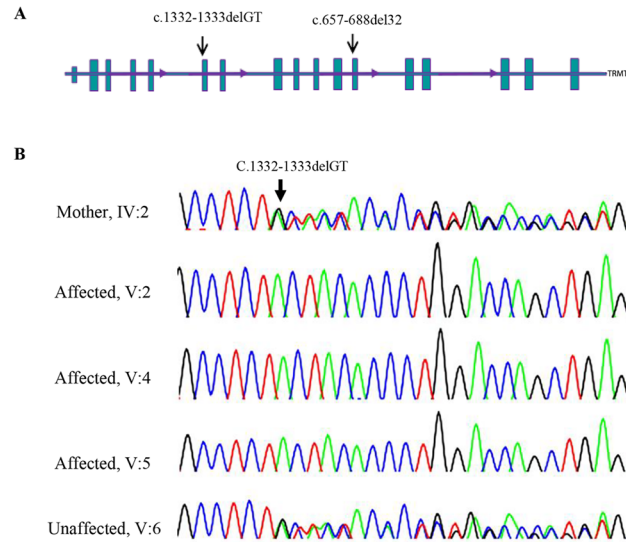 A
c.1332-1333delGT
c.657-688del32
TRMT
B
C.1332-1333delGT
Mother, IV:2
Affected, V:2
Affected, V:4
Affected, V:5
Unaffected, V:6